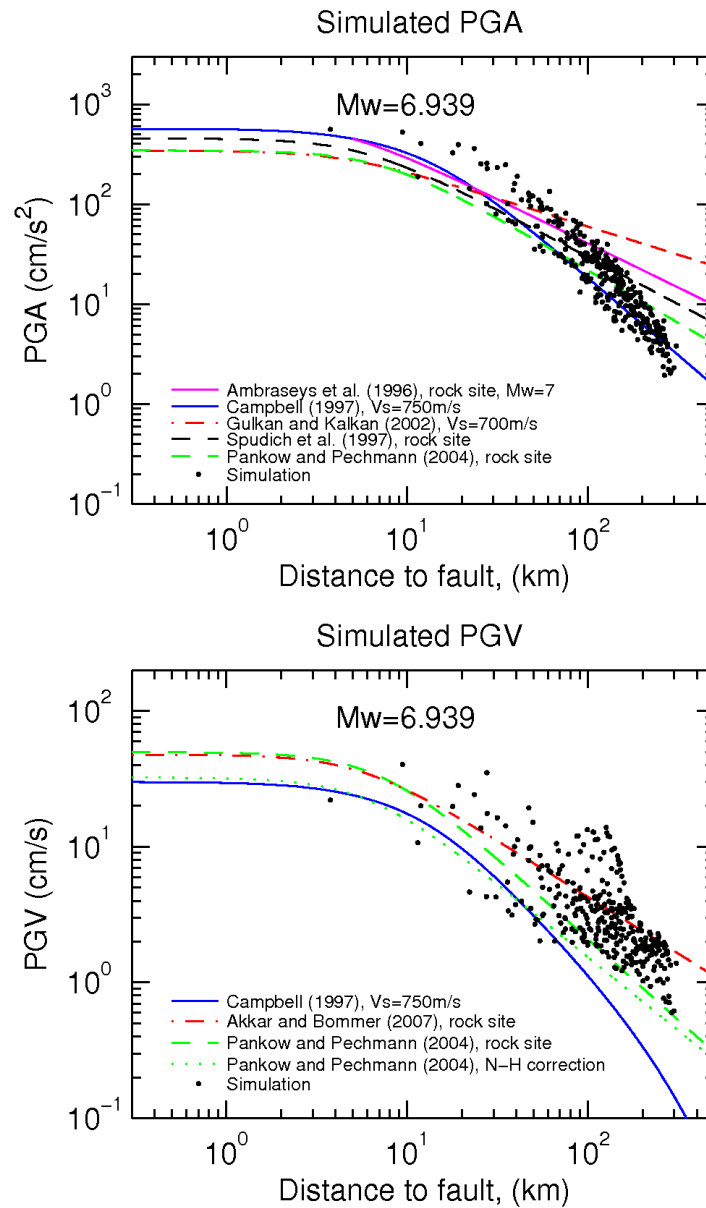 Simulated PGA
Mw=6.939
10³
10²
10¹
10⁰
10⁻¹
PGA (cm/s²)
Ambraseys et al. (1996), rock site, Mw=7
Campbell (1997), Vs=750m/s
Gulkan and Kalkan (2002), Vs=700m/s
Spudich et al. (1997), rock site
Pankow and Pechmann (2004), rock site
Simulation
10⁰ 10¹ 10²
Distance to fault, (km)
Simulated PGV
Mw=6.939
10²
10¹
10⁰
10⁻¹
PGV (cm/s)
Campbell (1997), Vs=750m/s
Akkar and Bommer (2007), rock site
Pankow and Pechmann (2004), rock site
Pankow and Pechmann (2004), N−H correction
Simulation
10⁰ 10¹ 10²
Distance to fault, (km)